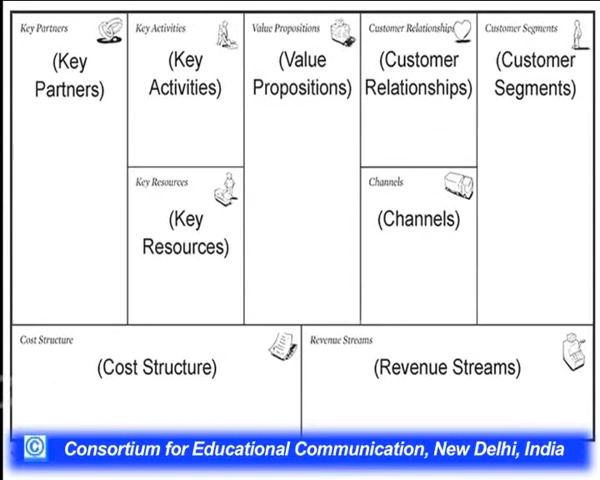 Key Partners
(Key
Partners)
Key Activities
(Key
Activities)
Value Propositions
(Value
Propositions)
Customer Relationships
(Customer
Relationships)
Customer Segments
(Customer
Segments)
Key Resources
(Key
Resources)
Channels
(Channels)
Cost Structure
(Cost Structure)
Revenue Streams
(Revenue Streams)
© Consortium for Educational Communication, New Delhi, India